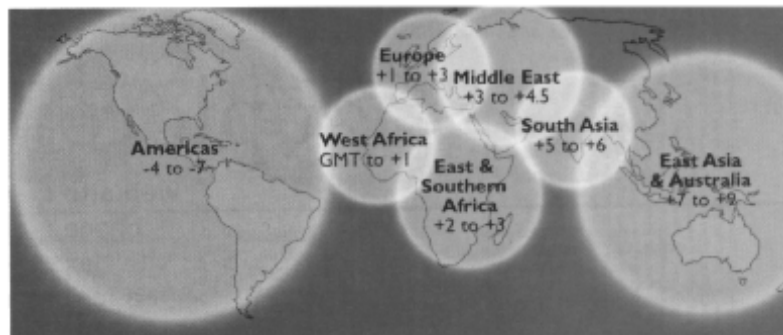 Europe
+1 to +3
Middle East
+3 to +4.5
South Asia
+5 to +6
West Africa
GMT to +1
Americas
-4 to -7
East &
Southern
Africa
+2 to +3
East Asia
& Australia
+7 to +9